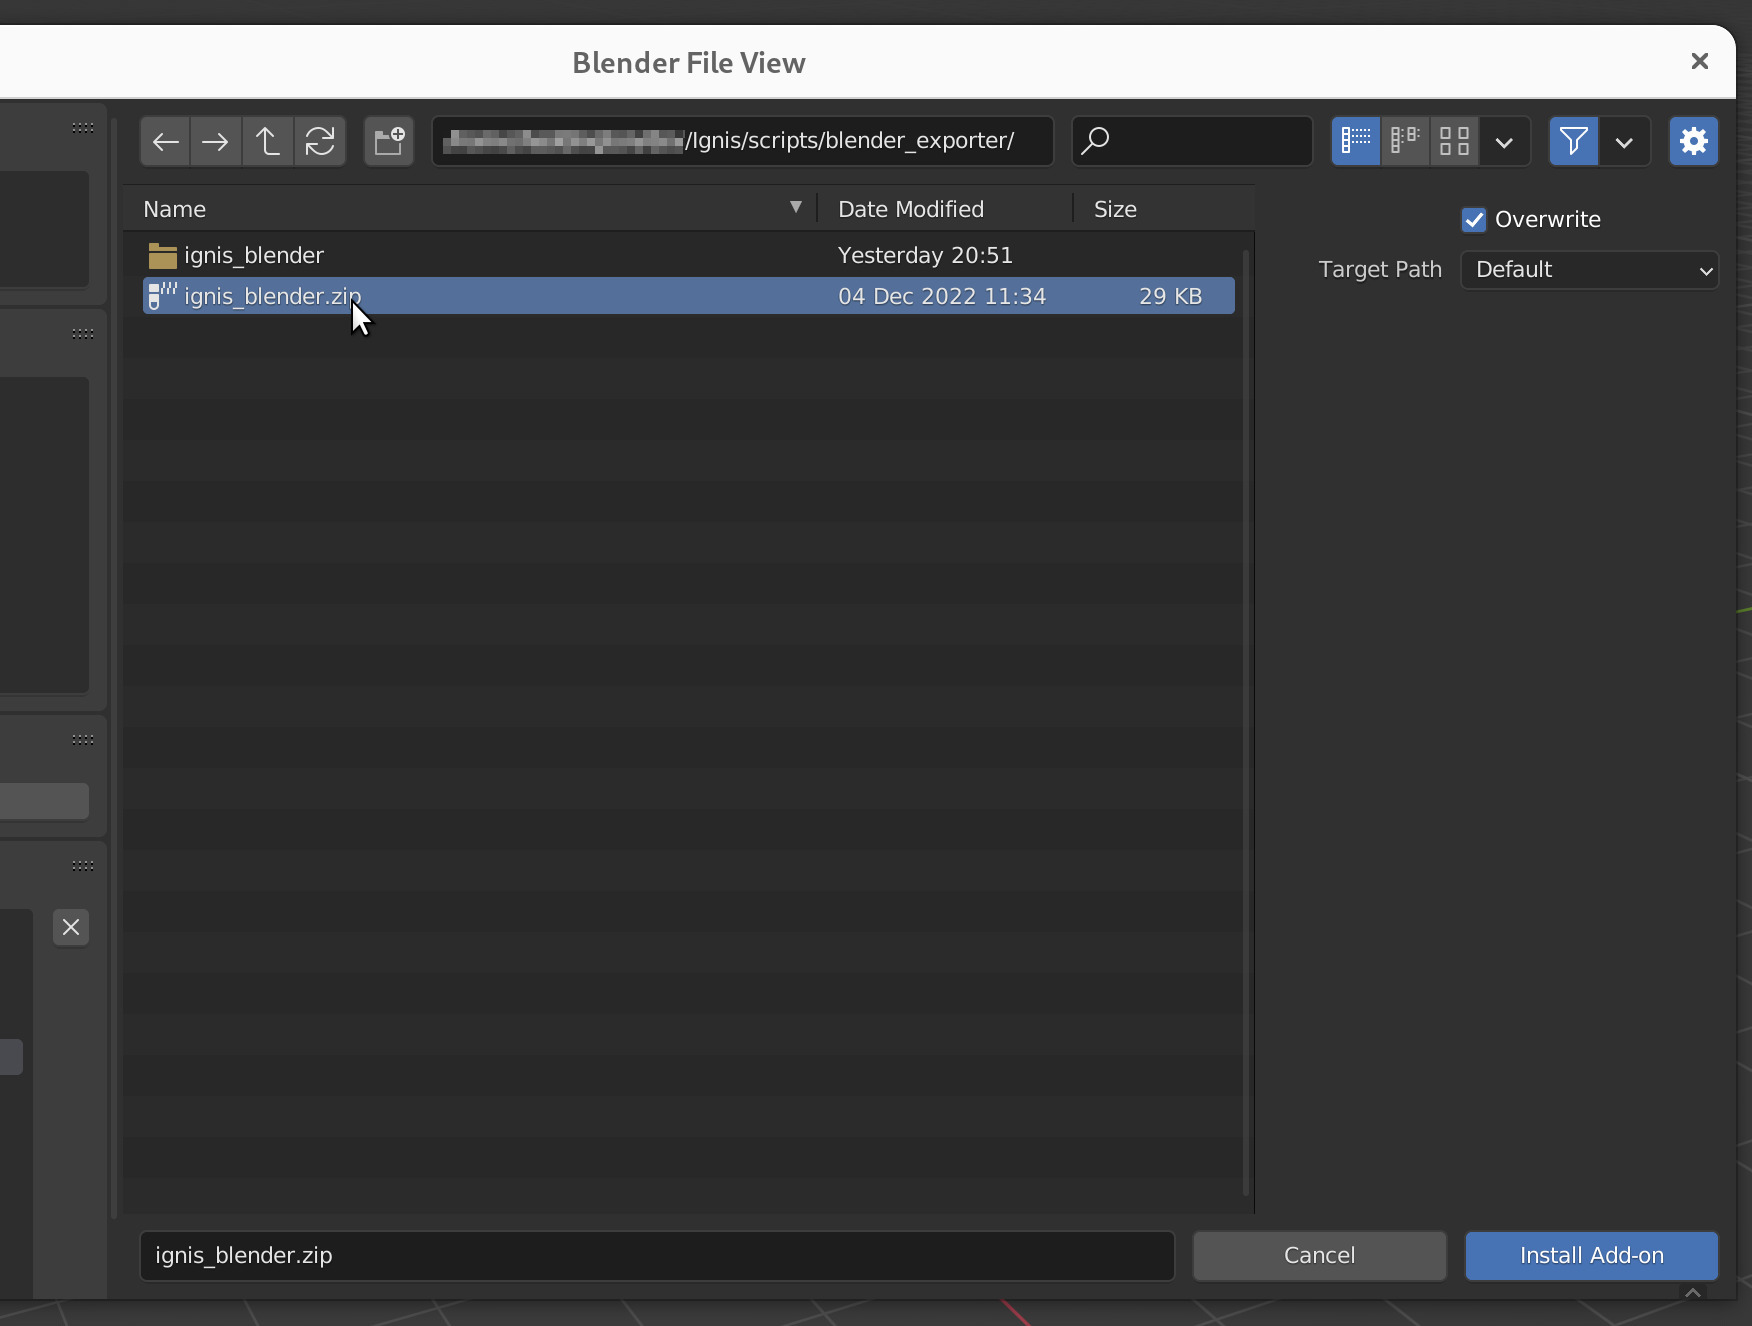 Blender File View
/Ignis/scripts/blender_exporter/
Name Date Modified Size
ignis_blender Yesterday 20:51
ignis_blender.zip 04 Dec 2022 11:34 29 KB
Overwrite
Target Path Default
ignis_blender.zip Cancel Install Add-on